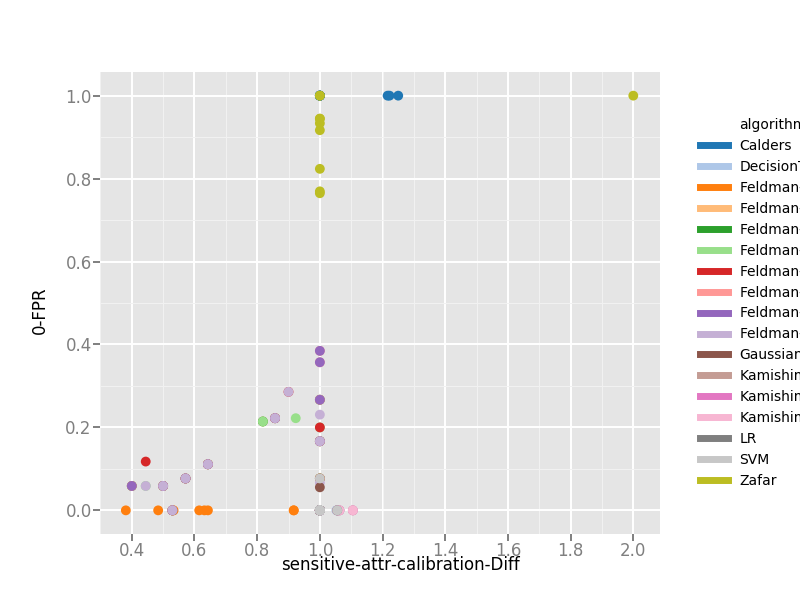 1.0
0.8
0.6
0.4
0.2
0.0
0-FPR
0.4 0.6 0.8 1.0 1.2 1.4 1.6 1.8 2.0
sensitive-attr-calibration-Diff
algorithm
Calders
Decision
Feldman-
Feldman-
Feldman-
Feldman-
Feldman-
Feldman-
Feldman-
Feldman-
Gaussian
Kamishin
Kamishin
Kamishin
LR
SVM
Zafar